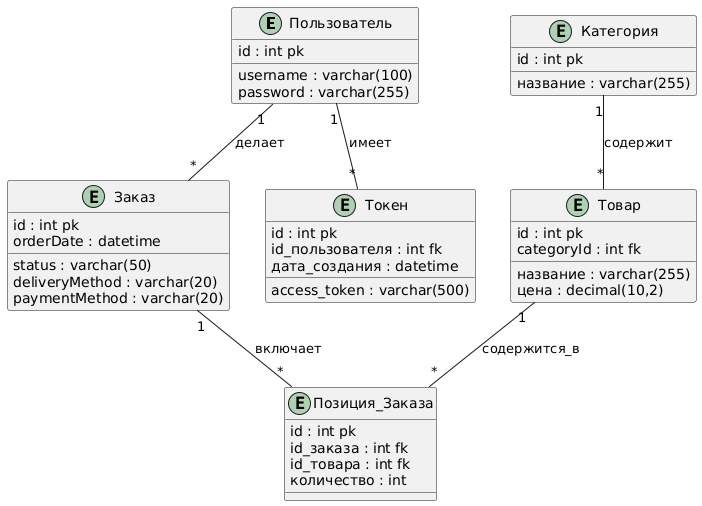 E Пользователь
id : int pk
username : varchar(100)
password : varchar(255)
E Категория
id : int pk
название : varchar(255)
1
делает
*
1
имеет
*
1
содержит
*
E Заказ
id : int pk
orderDate : datetime
status : varchar(50)
deliveryMethod : varchar(20)
paymentMethod : varchar(20)
E Токен
id : int pk
id_пользователя : int fk
дата_создания : datetime
access_token : varchar(500)
E Товар
id : int pk
categoryId : int fk
название : varchar(255)
цена : decimal(10,2)
1
включает
*
1
содержится_в
*
E Позиция_Заказа
id : int pk
id_заказа : int fk
id_товара : int fk
количество : int